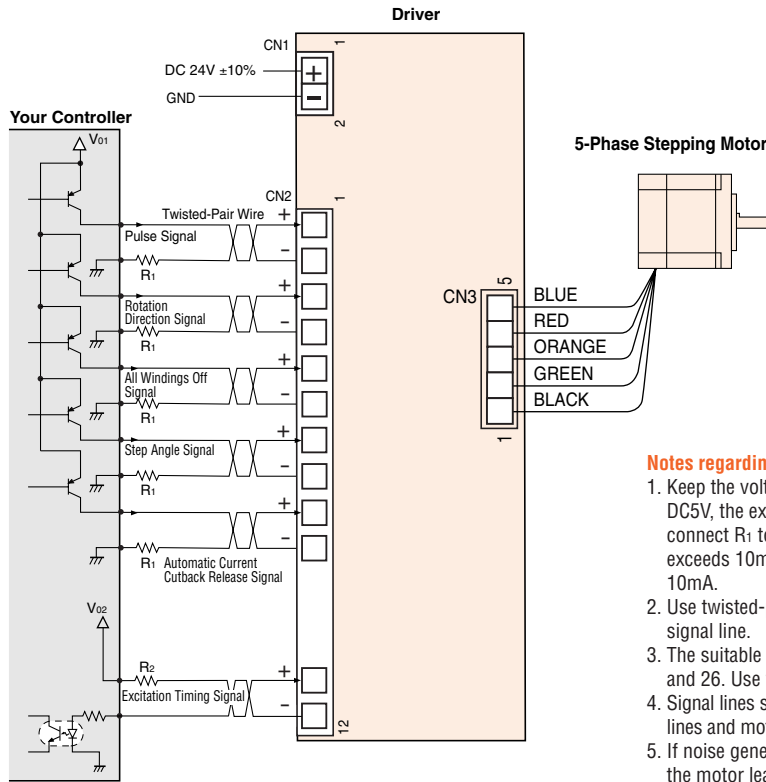 Driver
CN1
1
DC 24V ±10%
+
GND
−
2
Your Controller
V01
5-Phase Stepping Motor
CN2
1
Twisted-Pair Wire
+
Pulse Signal
−
R1
+
Rotation
Direction Signal
−
R1
+
All Windings Off
Signal
−
R1
+
Step Angle Signal
−
R1
+
−
R1
Automatic Current
Cutback Release Signal
V02
R2
+
Excitation Timing Signal
−
12
CN3
5
BLUE
RED
ORANGE
GREEN
BLACK
1
Notes regardin
1. Keep the volt
DC5V, the ex
connect R1 to
exceeds 10m
10mA.
2. Use twisted-
signal line.
3. The suitable
and 26. Use
4. Signal lines s
lines and mo
5. If noise gene
the motor lea